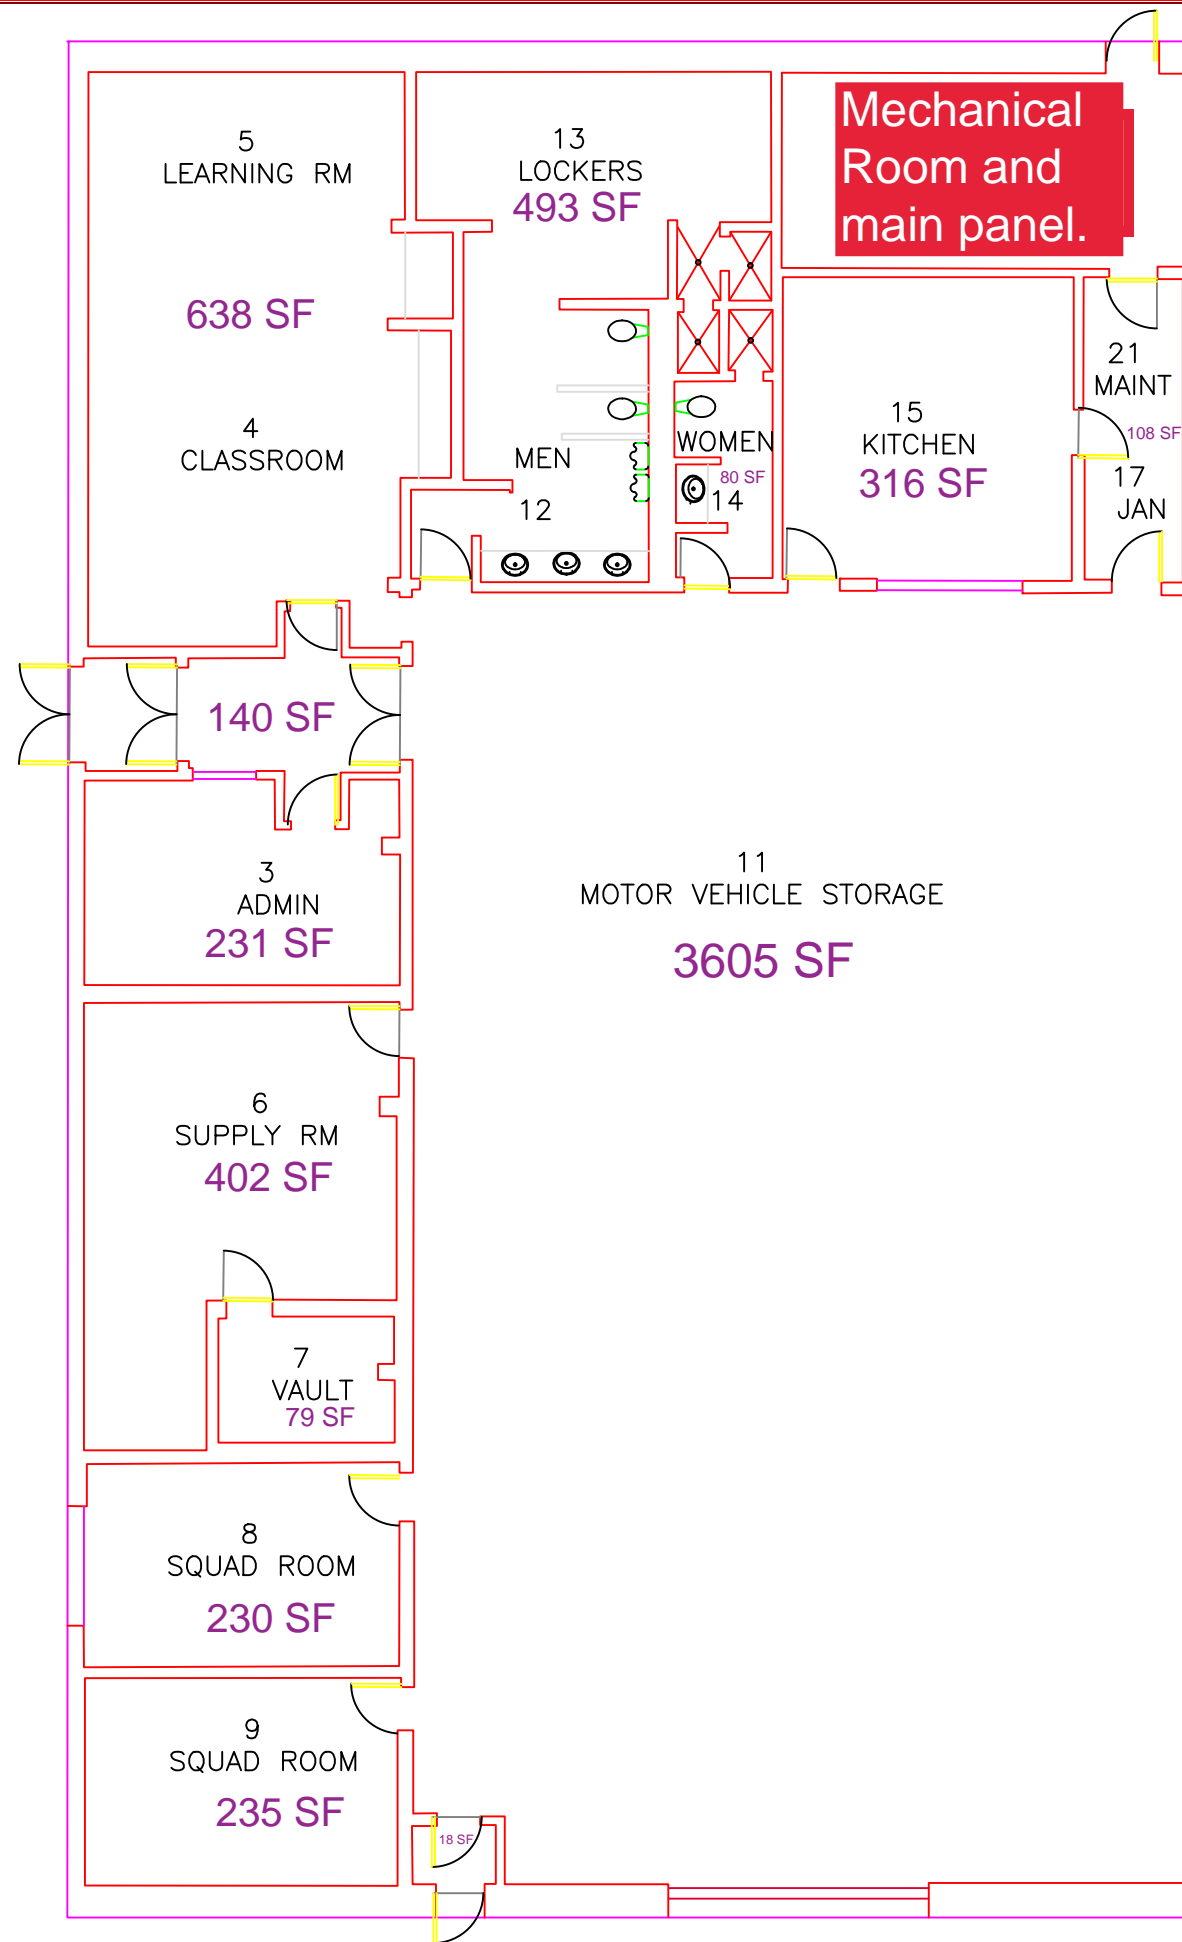 Mechanical
Room and
main panel.
5
LEARNING RM
638 SF
4
CLASSROOM
13
LOCKERS
493 SF
MEN
12
WOMEN
80 SF
14
15
KITCHEN
316 SF
21
MAINT
108 SF
17
JAN
140 SF
3
ADMIN
231 SF
11
MOTOR VEHICLE STORAGE
3605 SF
6
SUPPLY RM
402 SF
7
VAULT
79 SF
8
SQUAD ROOM
230 SF
9
SQUAD ROOM
235 SF
18 SF